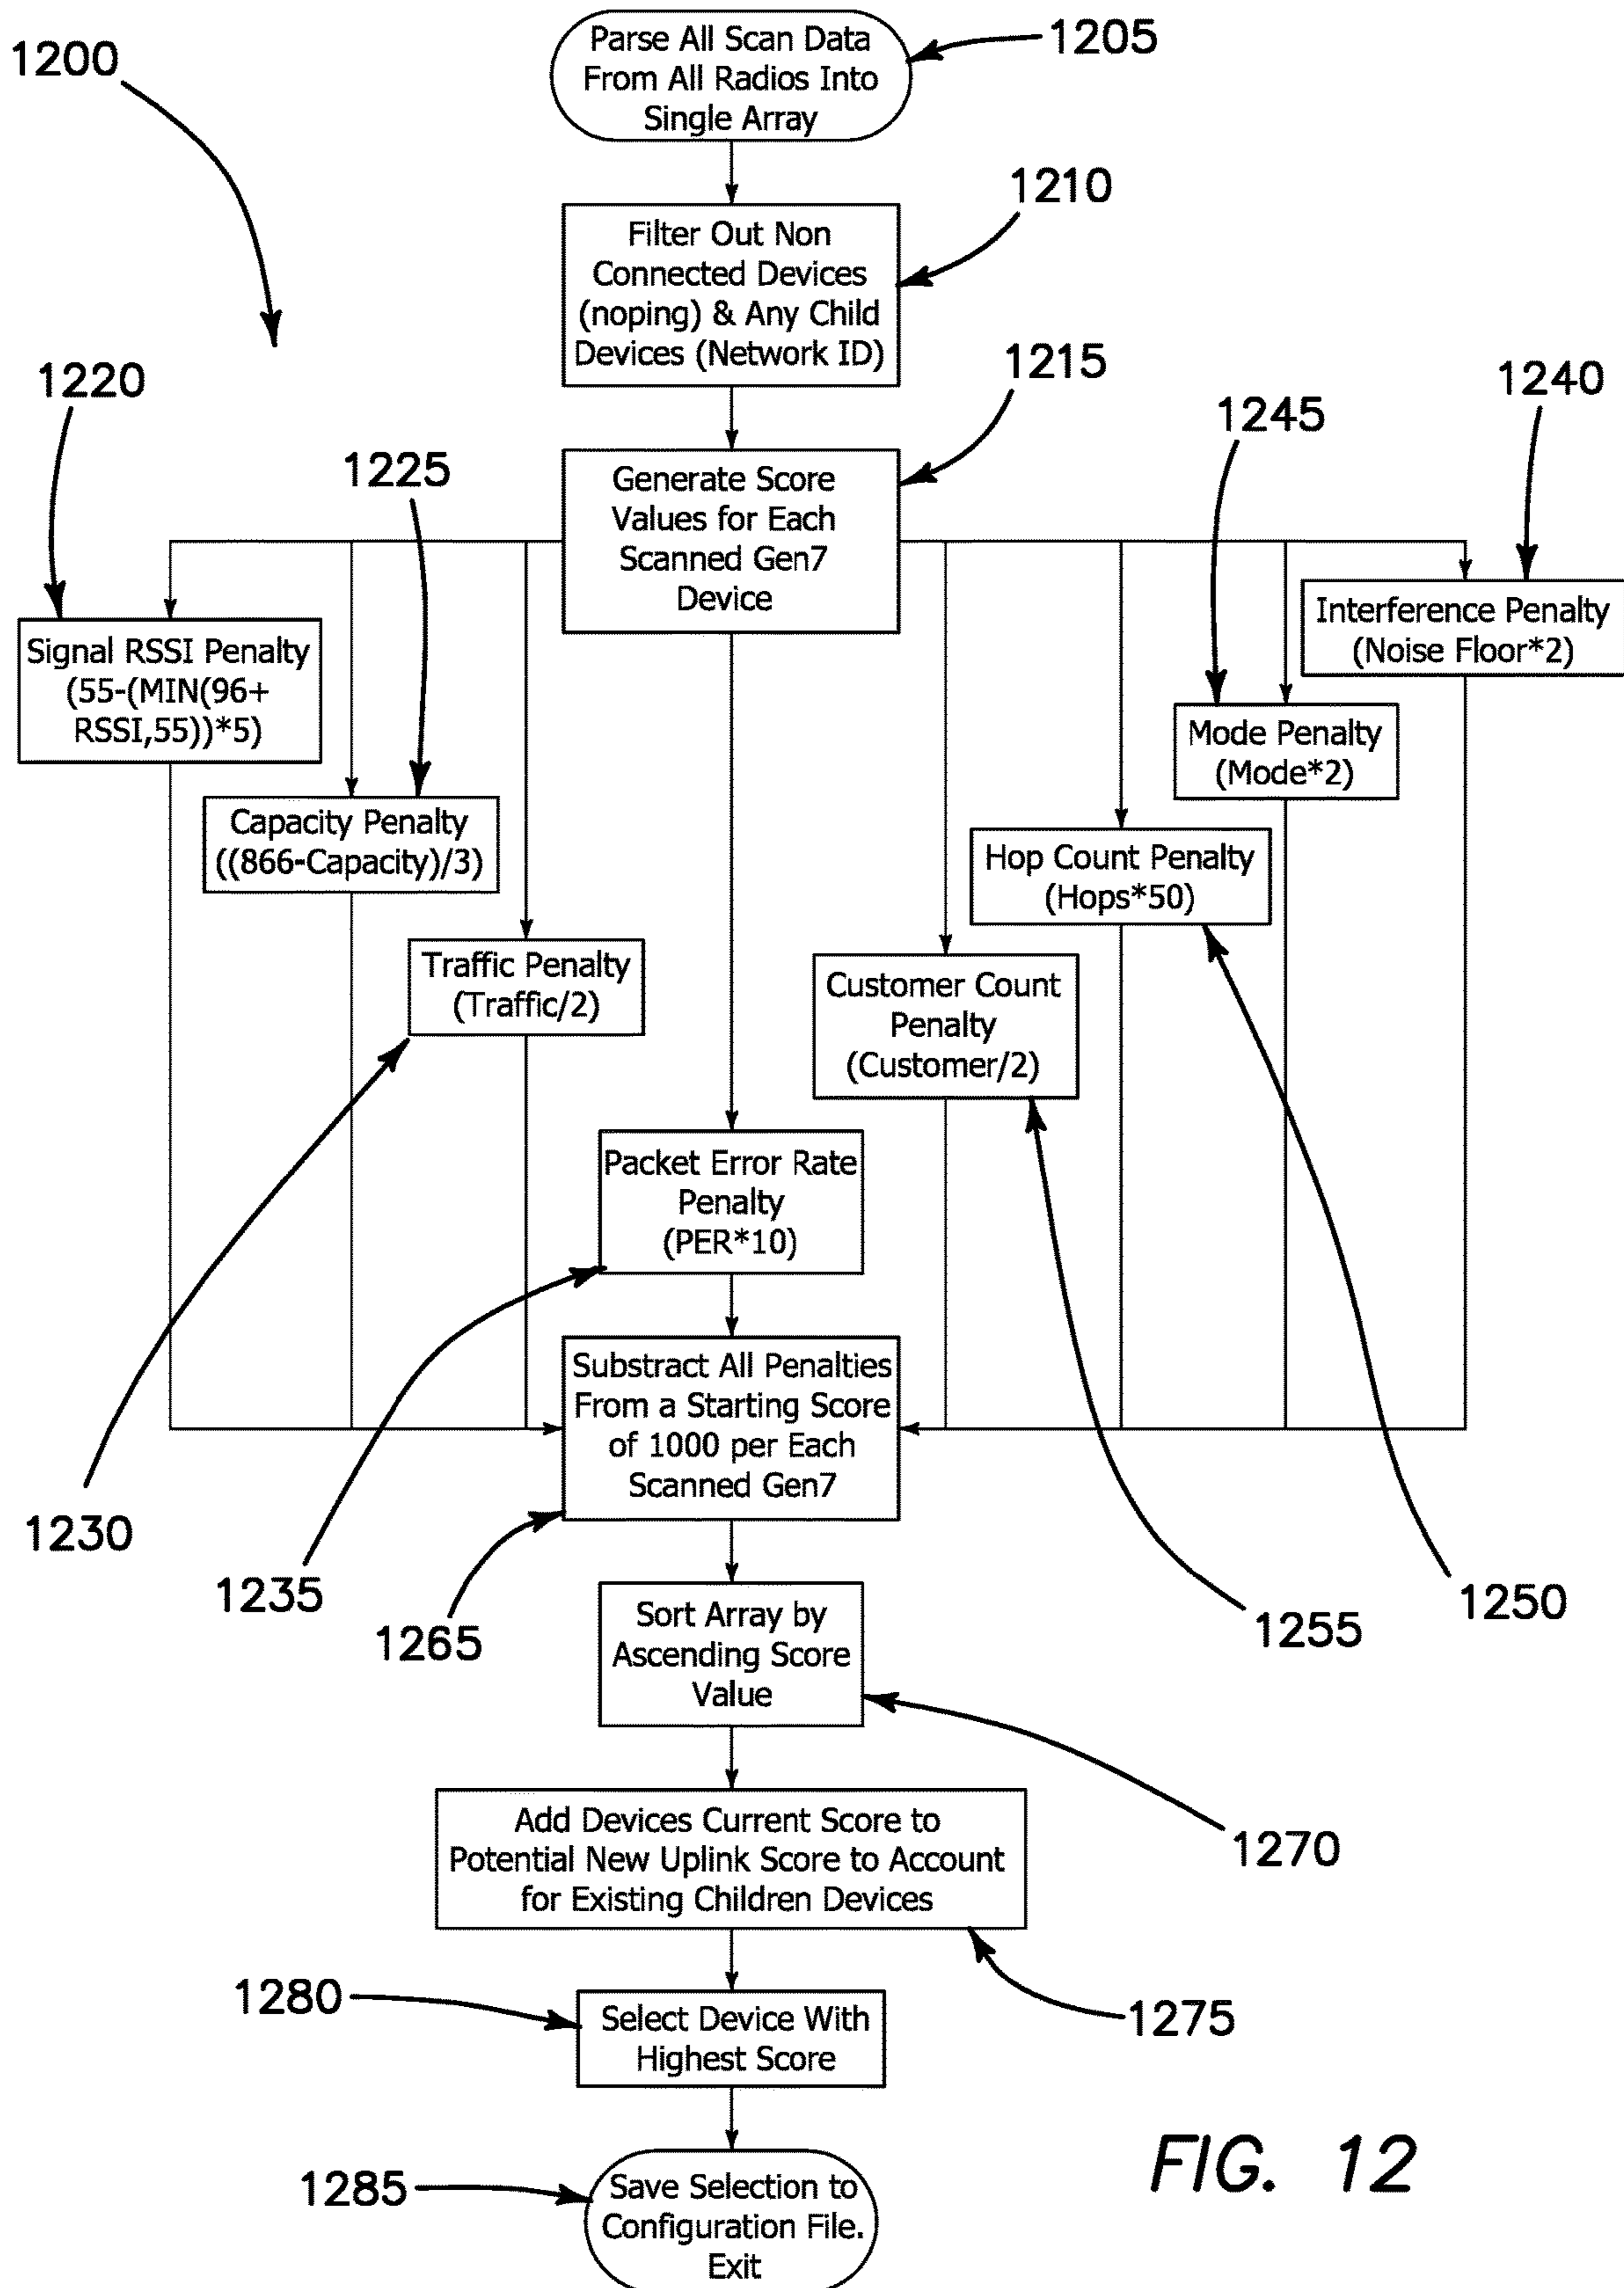 1200
Parse All Scan Data
From All Radios Into
Single Array
1205
Filter Out Non
Connected Devices
(noping) & Any Child
Devices (Network ID)
1210
Generate Score
Values for Each
Scanned Gen7
Device
1215
1220
Signal RSSI Penalty
(55-(MIN(96+
RSSI,55))*5)
1225
Capacity Penalty
((866-Capacity)/3)
Traffic Penalty
(Traffic/2)
1230
Packet Error Rate
Penalty
(PER*10)
1235
1240
Interference Penalty
(Noise Floor*2)
1245
Mode Penalty
(Mode*2)
Hop Count Penalty
(Hops*50)
1250
Customer Count
Penalty
(Customer/2)
1255
Substract All Penalties
From a Starting Score
of 1000 per Each
Scanned Gen7
1265
Sort Array by
Ascending Score
Value
1270
Add Devices Current Score to
Potential New Uplink Score to Account
for Existing Children Devices
1275
1280
Select Device With
Highest Score
1285
Save Selection to
Configuration File.
Exit
FIG. 12